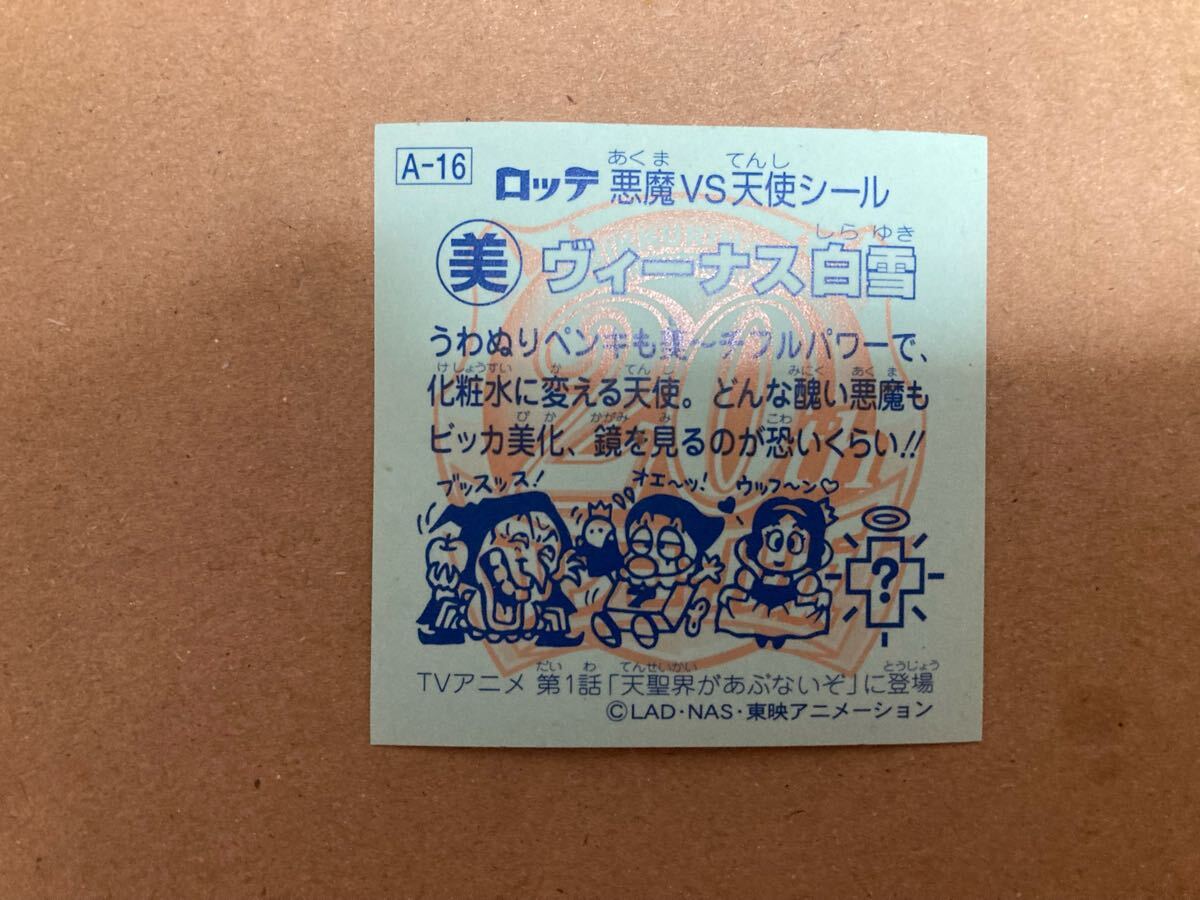 A-16
ロッテ 悪魔VS天使シール
あくま てんし
美 ヴィーナス白雪
しらゆき
うわぬりペンキも美〜チフルパワーで、
化粧水に変える天使。どんな醜い悪魔も
けしょうすい か てんし みにく あくま
ビッカ美化、鏡を見るのが恐いくらい!!
びか かがみ み こわ
ブッスッス! オエ〜ッ! ウッフ〜ン♡
?
TVアニメ 第1話「天聖界があぶないぞ」に登場
だい わ てんせいかい とうじょう
©LAD・NAS・東映アニメーション
20th